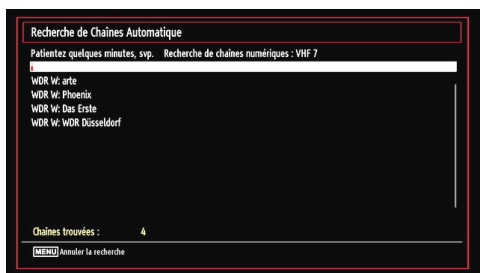 Recherche de Chaînes Automatique
Patientez quelques minutes, svp. Recherche de chaînes numériques : VHF 7
WDR W: arte
WDR W: Phoenix
WDR W: Das Erste
WDR W: WDR Düsseldorf
Chaînes trouvées : 4
MENU Annuler la recherche